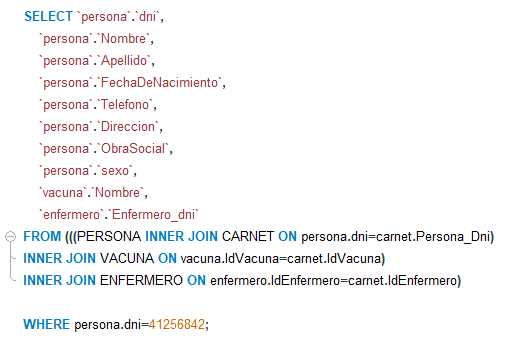 SELECT `persona`.`dni`,
`persona`.`Nombre`,
`persona`.`Apellido`,
`persona`.`FechaDeNacimiento`,
`persona`.`Telefono`,
`persona`.`Direccion`,
`persona`.`ObraSocial`,
`persona`.`sexo`,
`vacuna`.`Nombre`,
`enfermero`.`Enfermero_dni`
FROM (((PERSONA INNER JOIN CARNET ON persona.dni=carnet.Persona_Dni)
INNER JOIN VACUNA ON vacuna.IdVacuna=carnet.IdVacuna)
INNER JOIN ENFERMERO ON enfermero.IdEnfermero=carnet.IdEnfermero)
WHERE persona.dni=41256842;